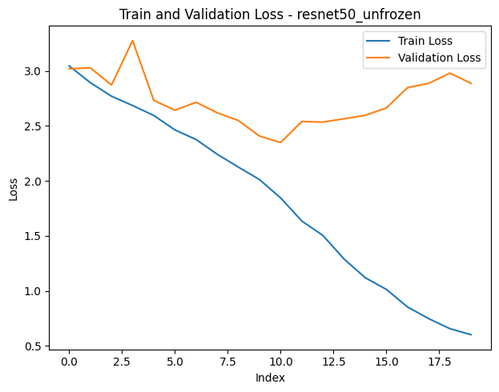 Train and Validation Loss - resnet50_unfrozen
Train Loss
Validation Loss
3.0
2.5
2.0
1.5
1.0
0.5
Loss
0.0 2.5 5.0 7.5 10.0 12.5 15.0 17.5
Index